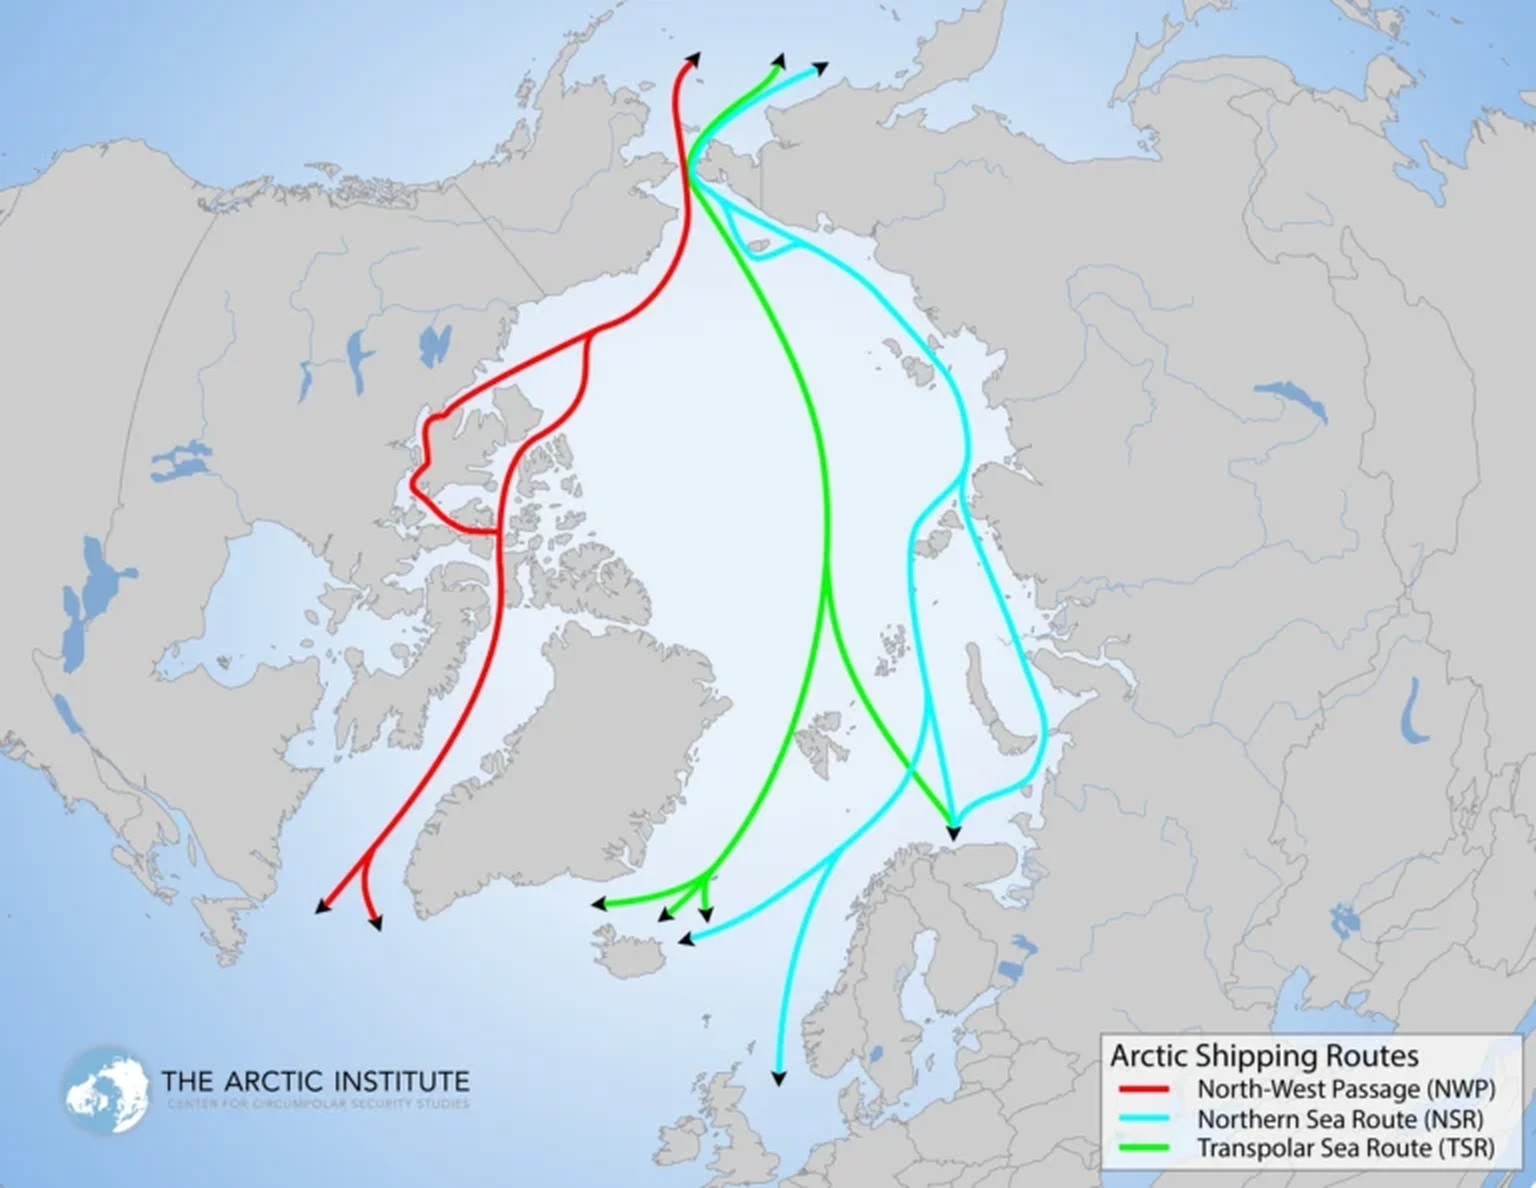 THE ARCTIC INSTITUTE
CENTER FOR CIRCUMPOLAR SECURITY STUDIES
Arctic Shipping Routes
North-West Passage (NWP)
Northern Sea Route (NSR)
Transpolar Sea Route (TSR)